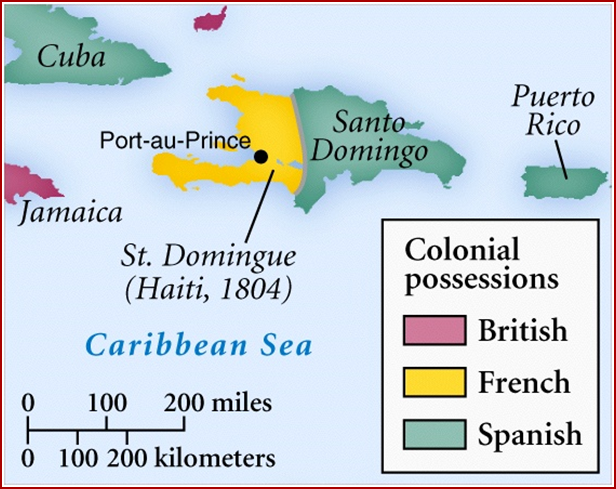 Cuba
Puerto
Rico
Santo
Domingo
Port-au-Prince
Jamaica
St. Domingue
(Haiti, 1804)
Caribbean Sea
Colonial
possessions
British
French
Spanish
0 100 200 miles
0 100 200 kilometers